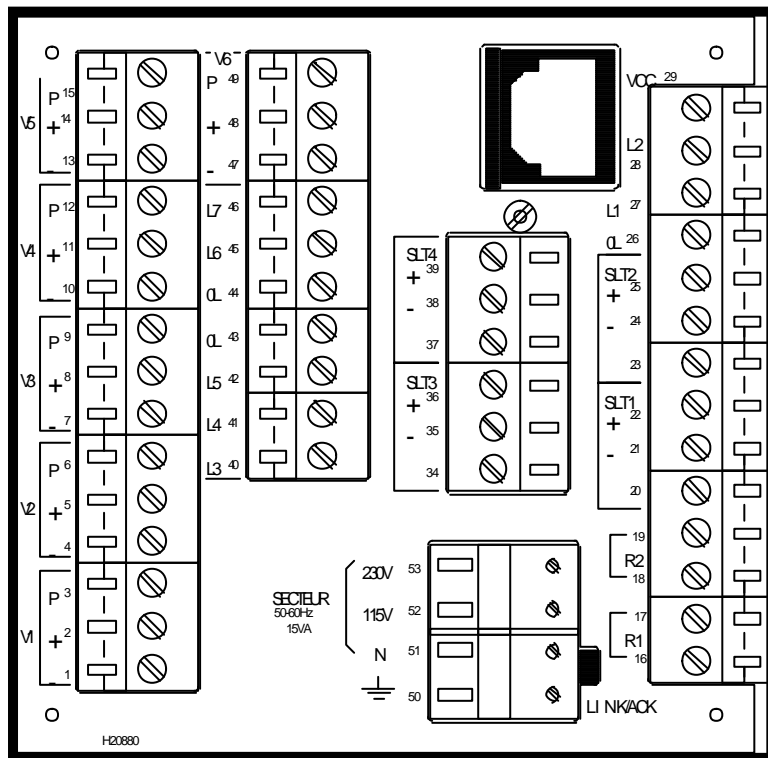 V5
P 15
+ 14
- 13
V4
P 12
+ 11
- 10
V3
P 9
+ 8
- 7
V2
P 6
+ 5
- 4
V1
P 3
+ 2
- 1
V6
P 49
+ 48
- 47
L7 46
L6 45
0L 44
0L 43
L5 42
L4 41
L3 40
SLT4
39
+
38
-
37
SLT3
36
+
35
-
34
SECTEUR
50-60Hz
15VA
230V 53
115V 52
N 51
50
LINK/ACK
VCC 29
L2
28
L1 27
0L 26
SLT2
25
+
24
-
23
SLT1
22
+
21
-
20
19
R2
18
17
R1
16
H20880